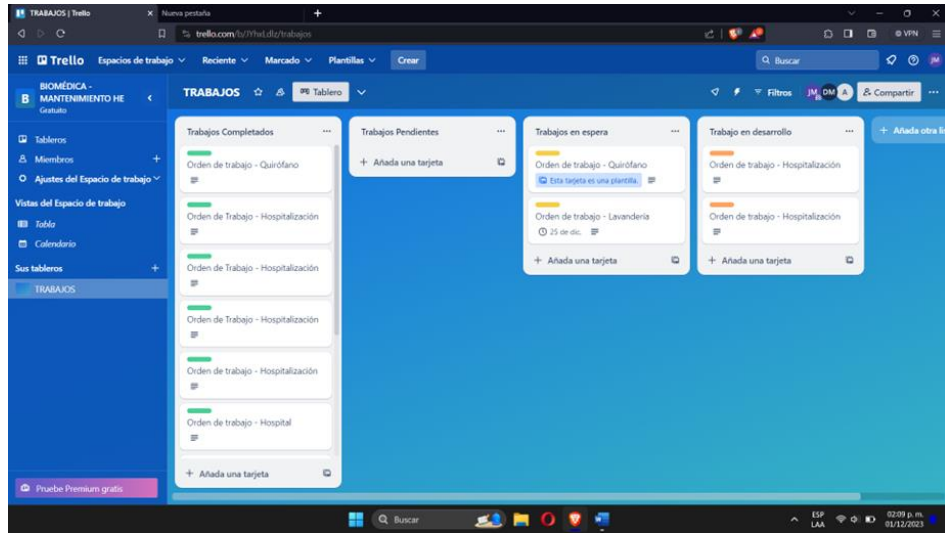 TRABAJOS | Trello
Nueva pestaña
trello.com/b/
/trabajos
VPN
Trello
Espacios de trabajo
Reciente
Marcado
Plantillas
Crear
Buscar
JM
B
BIOMÉDICA -
MANTENIMIENTO HE
Gratuito
TRABAJOS
Tablero
Filtros
JM
DM
A
Compartir
Tableros
Miembros
Ajustes del Espacio de trabajo
Vistas del Espacio de trabajo
Tabla
Calendario
Sus tableros
TRABAJOS
Pruebe Premium gratis
Trabajos Completados
Orden de trabajo - Quirófano
Orden de Trabajo - Hospitalización
Orden de Trabajo - Hospitalización
Orden de Trabajo - Hospitalización
Orden de trabajo - Hospitalización
Orden de trabajo - Hospital
+ Añada una tarjeta
Trabajos Pendientes
+ Añada una tarjeta
Trabajos en espera
Orden de trabajo - Quirófano
Esta tarjeta es una plantilla.
Orden de trabajo - Lavandería
25 de dic.
+ Añada una tarjeta
Trabajo en desarrollo
Orden de trabajo - Hospitalización
Orden de trabajo - Hospitalización
+ Añada una tarjeta
+ Añada otra lis
Buscar
ESP
LAA
02:09 p. m.
01/12/2023